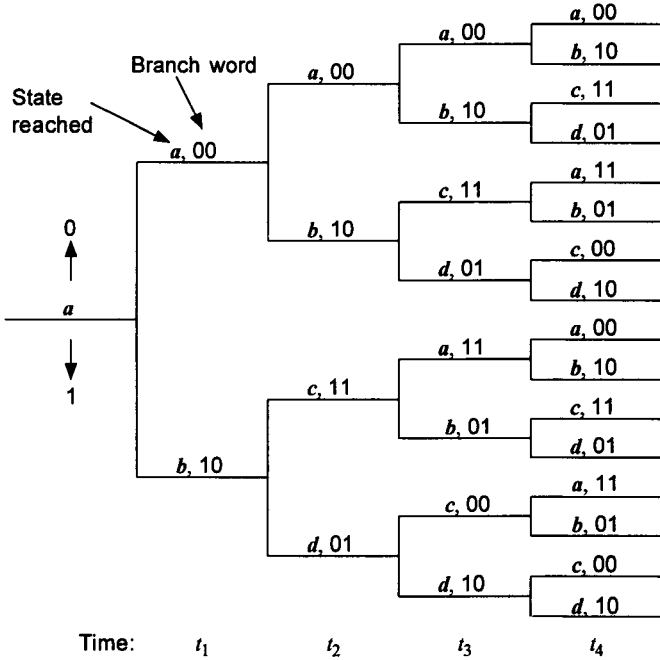 Branch word
State
reached
0
a
1
a, 00
b, 10
a, 00
b, 10
c, 11
d, 01
a, 00
b, 10
c, 11
d, 01
a, 11
b, 01
c, 00
d, 10
a, 00
b, 10
c, 11
d, 01
a, 11
b, 01
c, 00
d, 10
a, 00
b, 10
c, 11
d, 01
a, 11
b, 01
c, 00
d, 10
Time: t1 t2 t3 t4